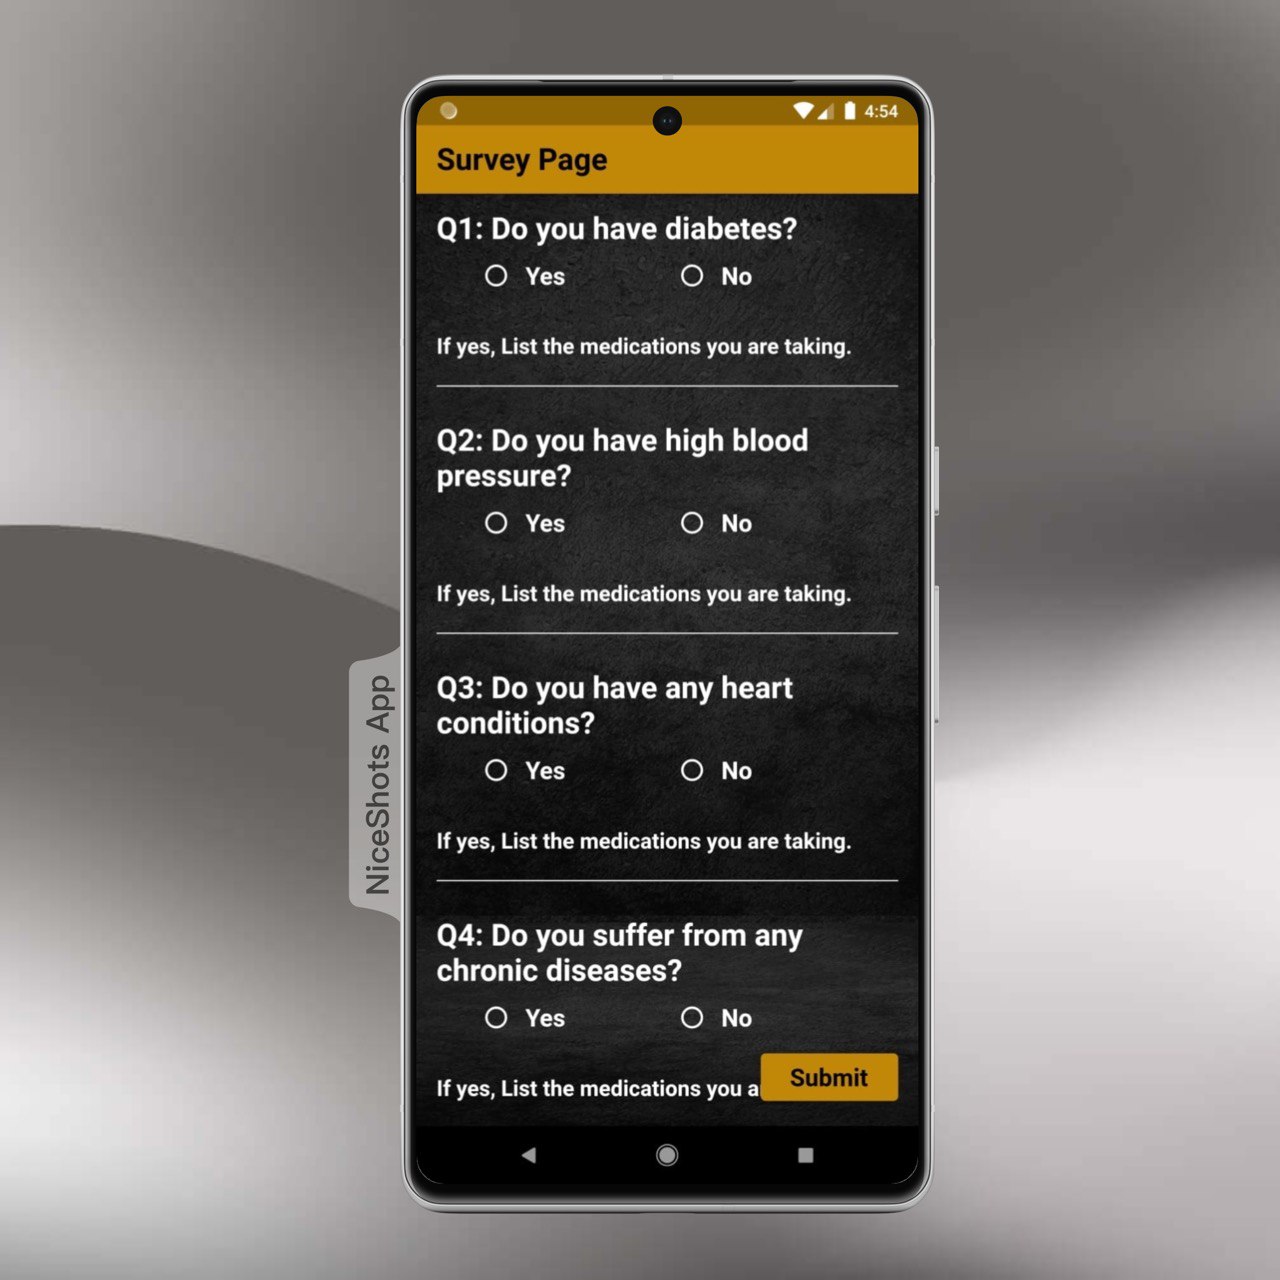 4:54
Survey Page
Q1: Do you have diabetes?
Yes No
If yes, List the medications you are taking.
Q2: Do you have high blood
pressure?
Yes No
If yes, List the medications you are taking.
Q3: Do you have any heart
conditions?
Yes No
If yes, List the medications you are taking.
Q4: Do you suffer from any
chronic diseases?
Yes No
If yes, List the medications you
Submit
NiceShots App